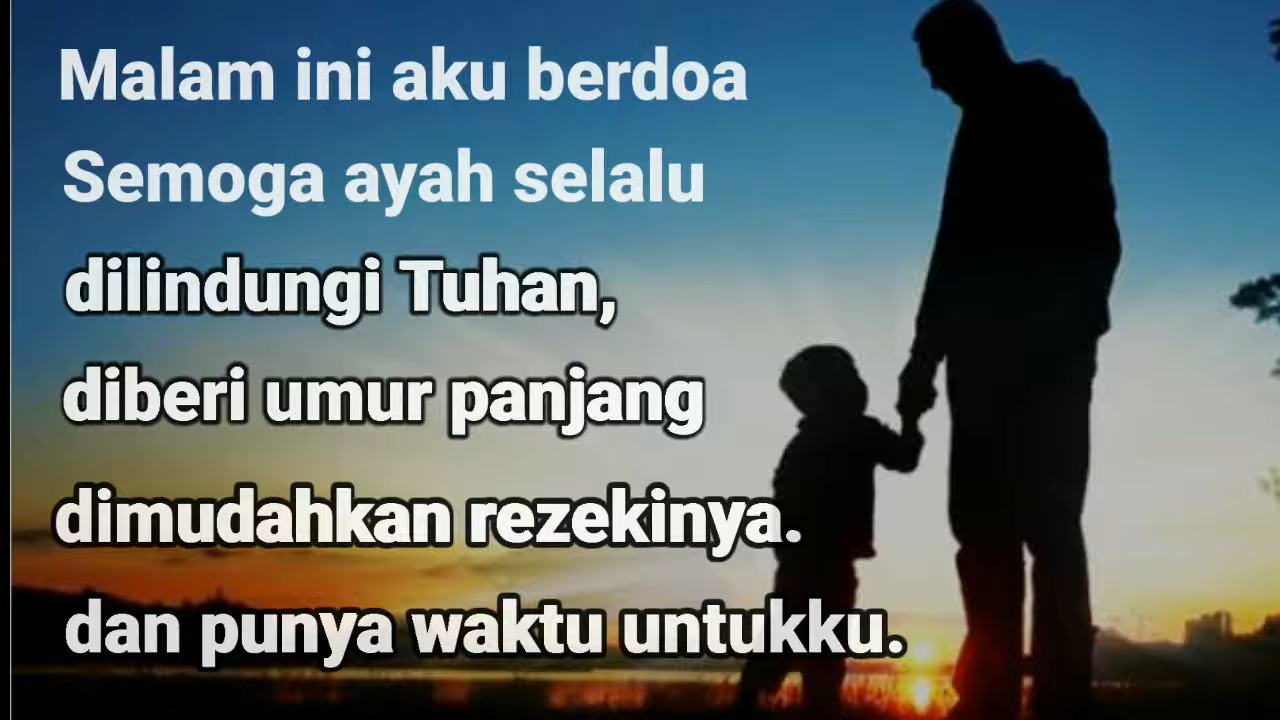 Malam ini aku berdoa
Semoga ayah selalu
dilindungi Tuhan,
diberi umur panjang
dimudahkan rezekinya.
dan punya waktu untukku.